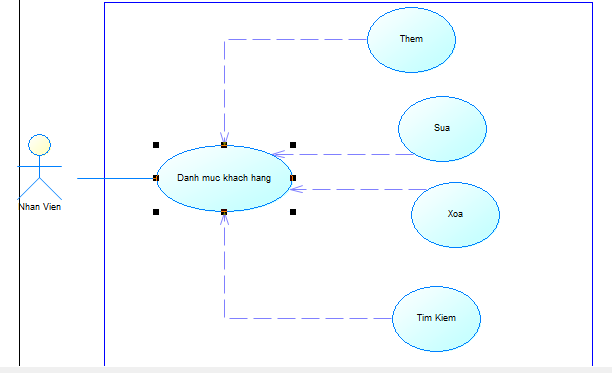 Them
Sua
Danh muc khach hang
Nhan Vien
Xoa
Tim Kiem